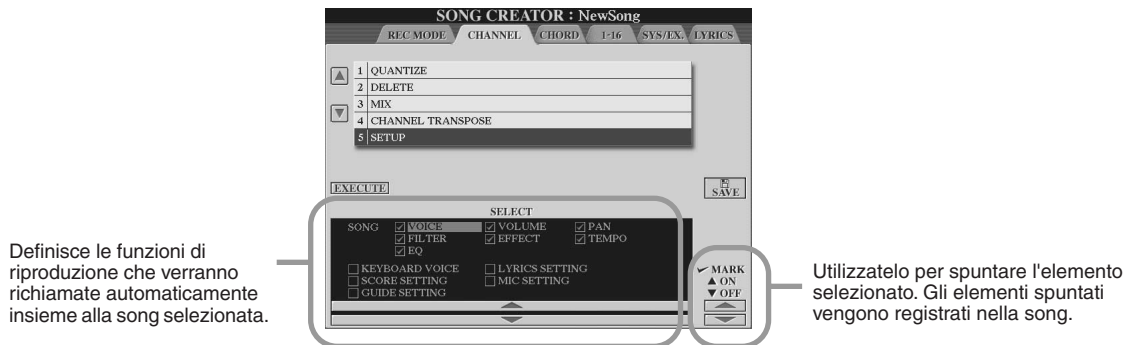 SONG CREATOR : NewSong
REC MODE CHANNEL CHORD 1-16 SYS/EX. LYRICS
1 QUANTIZE
2 DELETE
3 MIX
4 CHANNEL TRANSPOSE
5 SETUP
EXECUTE
SAVE
SELECT
SONG VOICE VOLUME PAN
FILTER EFFECT TEMPO
EQ
KEYBOARD VOICE LYRICS SETTING
SCORE SETTING MIC SETTING
GUIDE SETTING
MARK
▲ ON
▼ OFF
Definisce le funzioni di
riproduzione che verranno
richiamate automaticamente
insieme alla song selezionata.
Utilizzatelo per spuntare l'elemento
selezionato. Gli elementi spuntati
vengono registrati nella song.